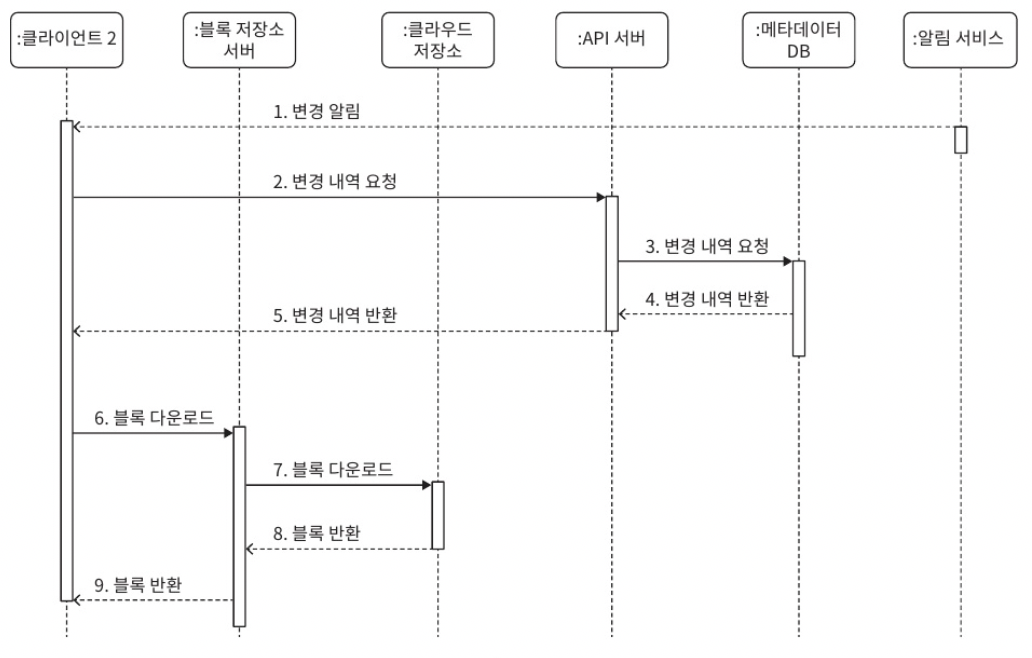 :클라이언트 2
:블록 저장소
서버
:클라우드
저장소
:API 서버
:메타데이터
DB
:알림 서비스
1. 변경 알림
2. 변경 내역 요청
3. 변경 내역 요청
4. 변경 내역 반환
5. 변경 내역 반환
6. 블록 다운로드
7. 블록 다운로드
8. 블록 반환
9. 블록 반환